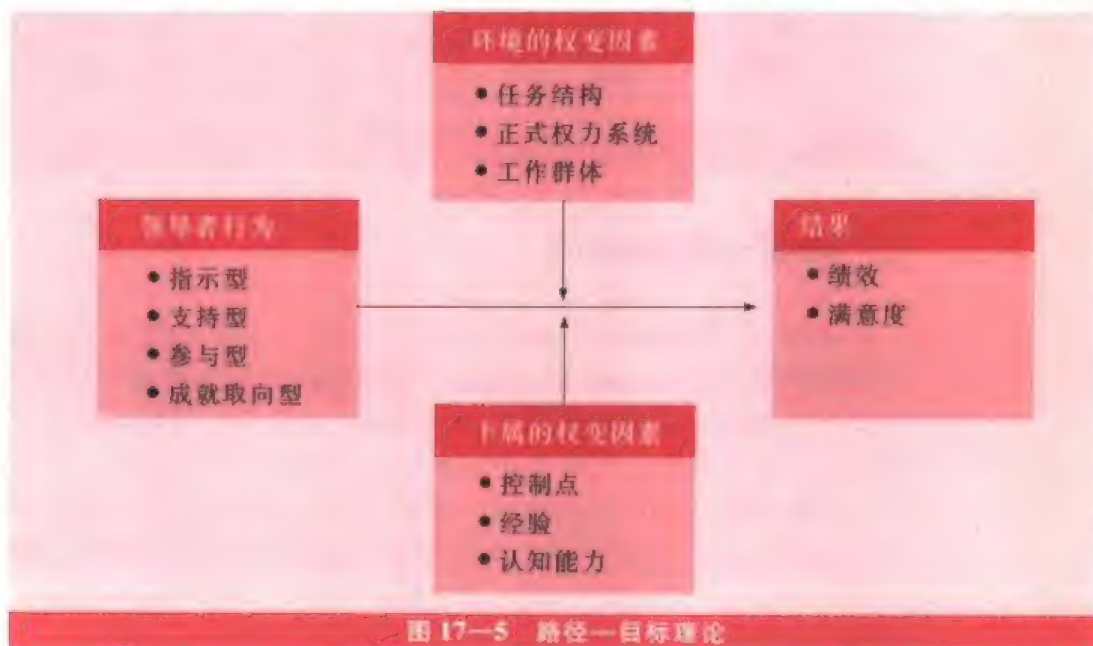 环境的权变因素
• 任务结构
• 正式权力系统
• 工作群体
领导者行为
• 指示型
• 支持型
• 参与型
• 成就取向型
结果
• 绩效
• 满意度
下属的权变因素
• 控制点
• 经验
• 认知能力
图 17—5 路径—目标理论